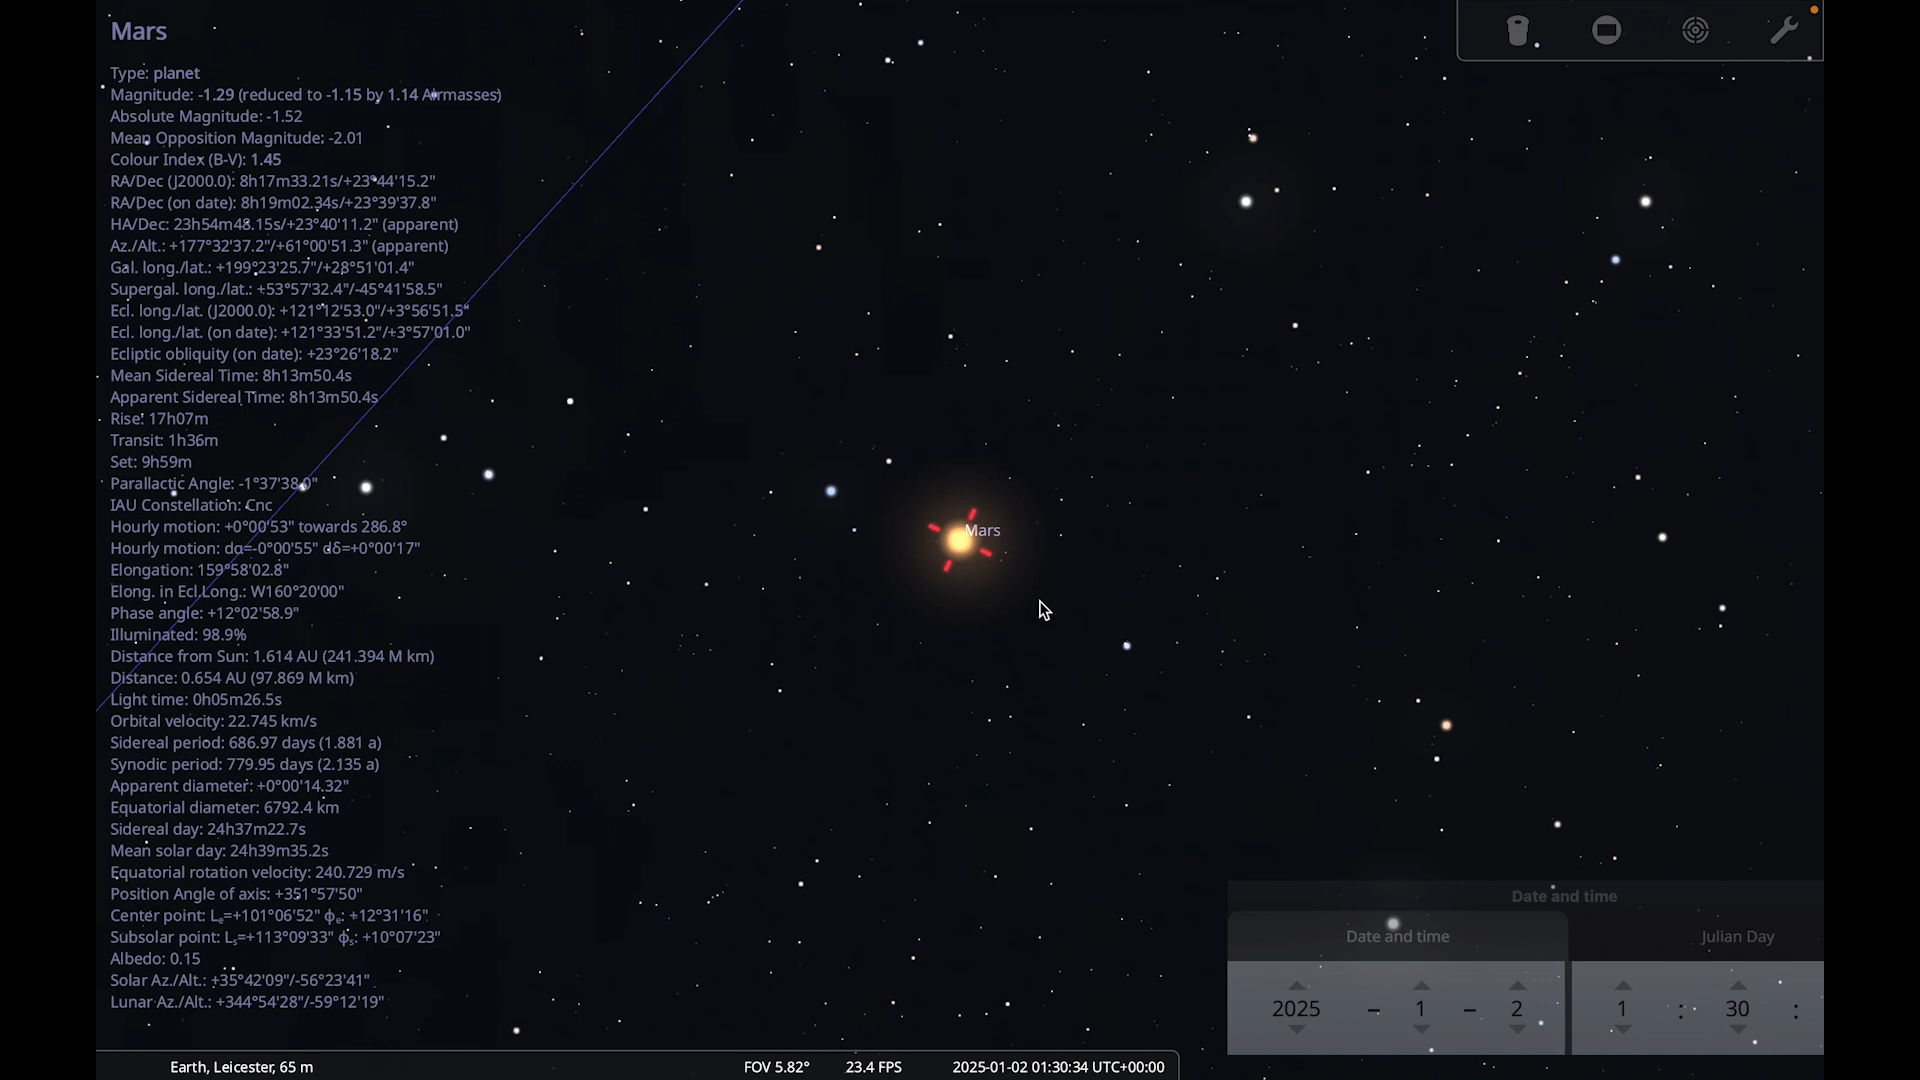 Mars
Type: planet
Magnitude: -1.29 (reduced to -1.15 by 1.14 Airmasses)
Absolute Magnitude: -1.52
Mean Opposition Magnitude: -2.01
Colour Index (B-V): 1.45
RA/Dec (J2000.0): 8h17m33.21s/+23°44'15.2"
RA/Dec (on date): 8h19m02.34s/+23°39'37.8"
HA/Dec: 23h54m48.15s/+23°40'11.2" (apparent)
Az./Alt.: +177°32'37.2"/+61°00'51.3" (apparent)
Gal. long./lat.: +199°23'25.7"/+28°51'01.4"
Supergal. long./lat.: +53°57'32.4"/-45°41'58.5"
Ecl. long./lat. (J2000.0): +121°12'53.0"/+3°56'51.5"
Ecl. long./lat. (on date): +121°33'51.2"/+3°57'01.0"
Ecliptic obliquity (on date): +23°26'18.2"
Mean Sidereal Time: 8h13m50.4s
Apparent Sidereal Time: 8h13m50.4s
Rise: 17h07m
Transit: 1h36m
Set: 9h59m
Parallactic Angle: -1°37'38.0"
IAU Constellation: Cnc
Hourly motion: +0°00'53" towards 286.8°
Hourly motion: dα=-0°00'55" dδ=+0°00'17"
Elongation: 159°58'02.8"
Elong. in Ecl.Long.: W160°20'00"
Phase angle: +12°02'58.9"
Illuminated: 98.9%
Distance from Sun: 1.614 AU (241.394 M km)
Distance: 0.654 AU (97.869 M km)
Light time: 0h05m26.5s
Orbital velocity: 22.745 km/s
Sidereal period: 686.97 days (1.881 a)
Synodic period: 779.95 days (2.135 a)
Apparent diameter: +0°00'14.32"
Equatorial diameter: 6792.4 km
Sidereal day: 24h37m22.7s
Mean solar day: 24h39m35.2s
Equatorial rotation velocity: 240.729 m/s
Position Angle of axis: +351°57'50"
Center point: Lₑ=+101°06'52" ϕₑ: +12°31'16"
Subsolar point: Lₛ=+113°09'33" ϕₛ: +10°07'23"
Albedo: 0.15
Solar Az./Alt.: +35°42'09"/-56°23'41"
Lunar Az./Alt.: +344°54'28"/-59°12'19"
Mars
Date and time
Date and time Julian Day
2025 – 1 – 2 1 : 30 :
Earth, Leicester, 65 m FOV 5.82° 23.4 FPS 2025-01-02 01:30:34 UTC+00:00